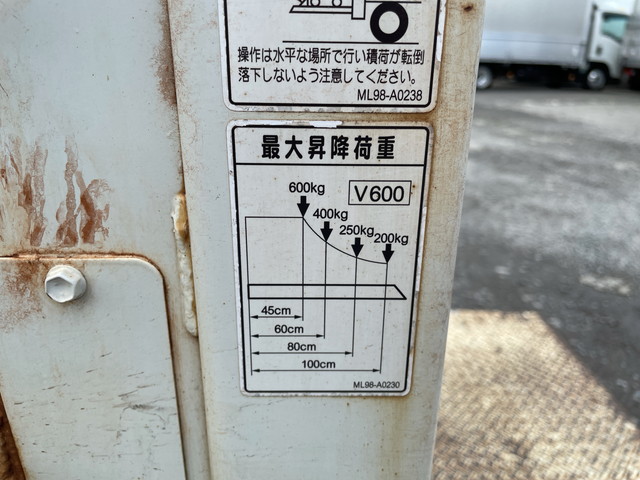 操作は水平な場所で行い積荷が転倒
落下しないよう注意してください。
ML98-A0238
最大昇降荷重
600kg
V600
400kg
250kg
200kg
45cm
60cm
80cm
100cm
ML98-A0230